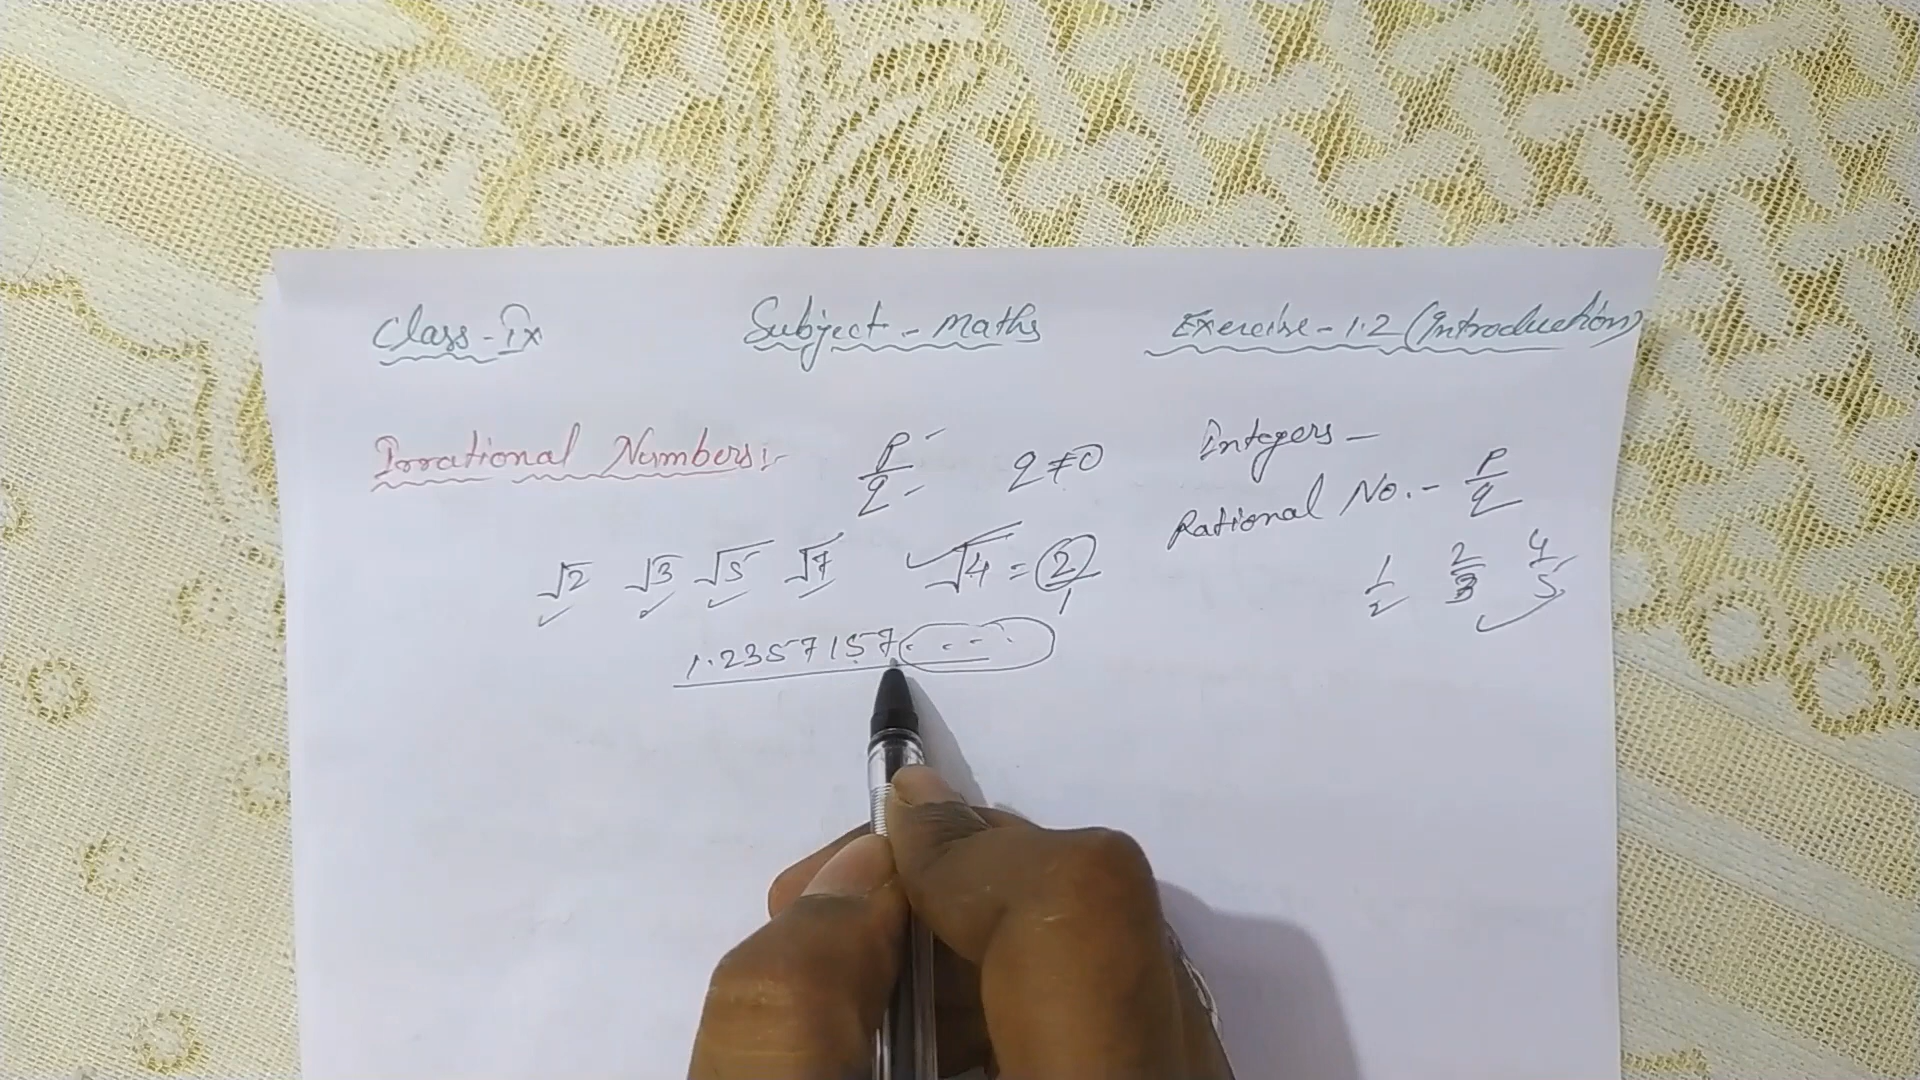 Class - IX Subject - Maths Exercise - 1.2 (Introduction)
Irrational Numbers:- p/q q ≠ 0 Integers -
Rational No. - p/q
√2 √3 √5 √7 √4 = 2/1 1/2 2/3 4/5
1.2357157.....